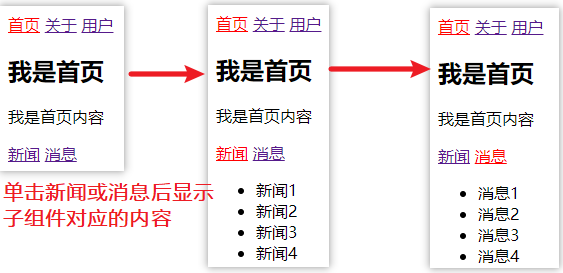 首页 关于 用户
我是首页
我是首页内容
新闻 消息
单击新闻或消息后显示
子组件对应的内容
首页 关于 用户
我是首页
我是首页内容
新闻 消息
新闻1
新闻2
新闻3
新闻4
首页 关于 用户
我是首页
我是首页内容
新闻 消息
消息1
消息2
消息3
消息4